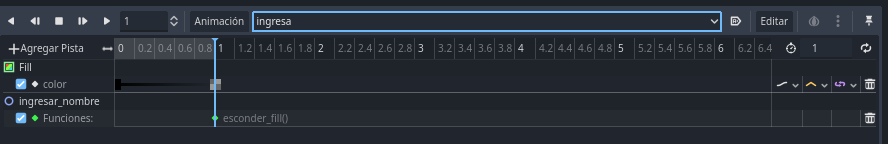 1 Animación ingresa Editar
Agregar Pista 0 0.2 0.4 0.6 0.8 1 1.2 1.4 1.6 1.8 2 2.2 2.4 2.6 2.8 3 3.2 3.4 3.6 3.8 4 4.2 4.4 4.6 4.8 5 5.2 5.4 5.6 5.8 6 6.2 6.4 1
Fill
color
ingresar_nombre
Funciones: esconder_fill()